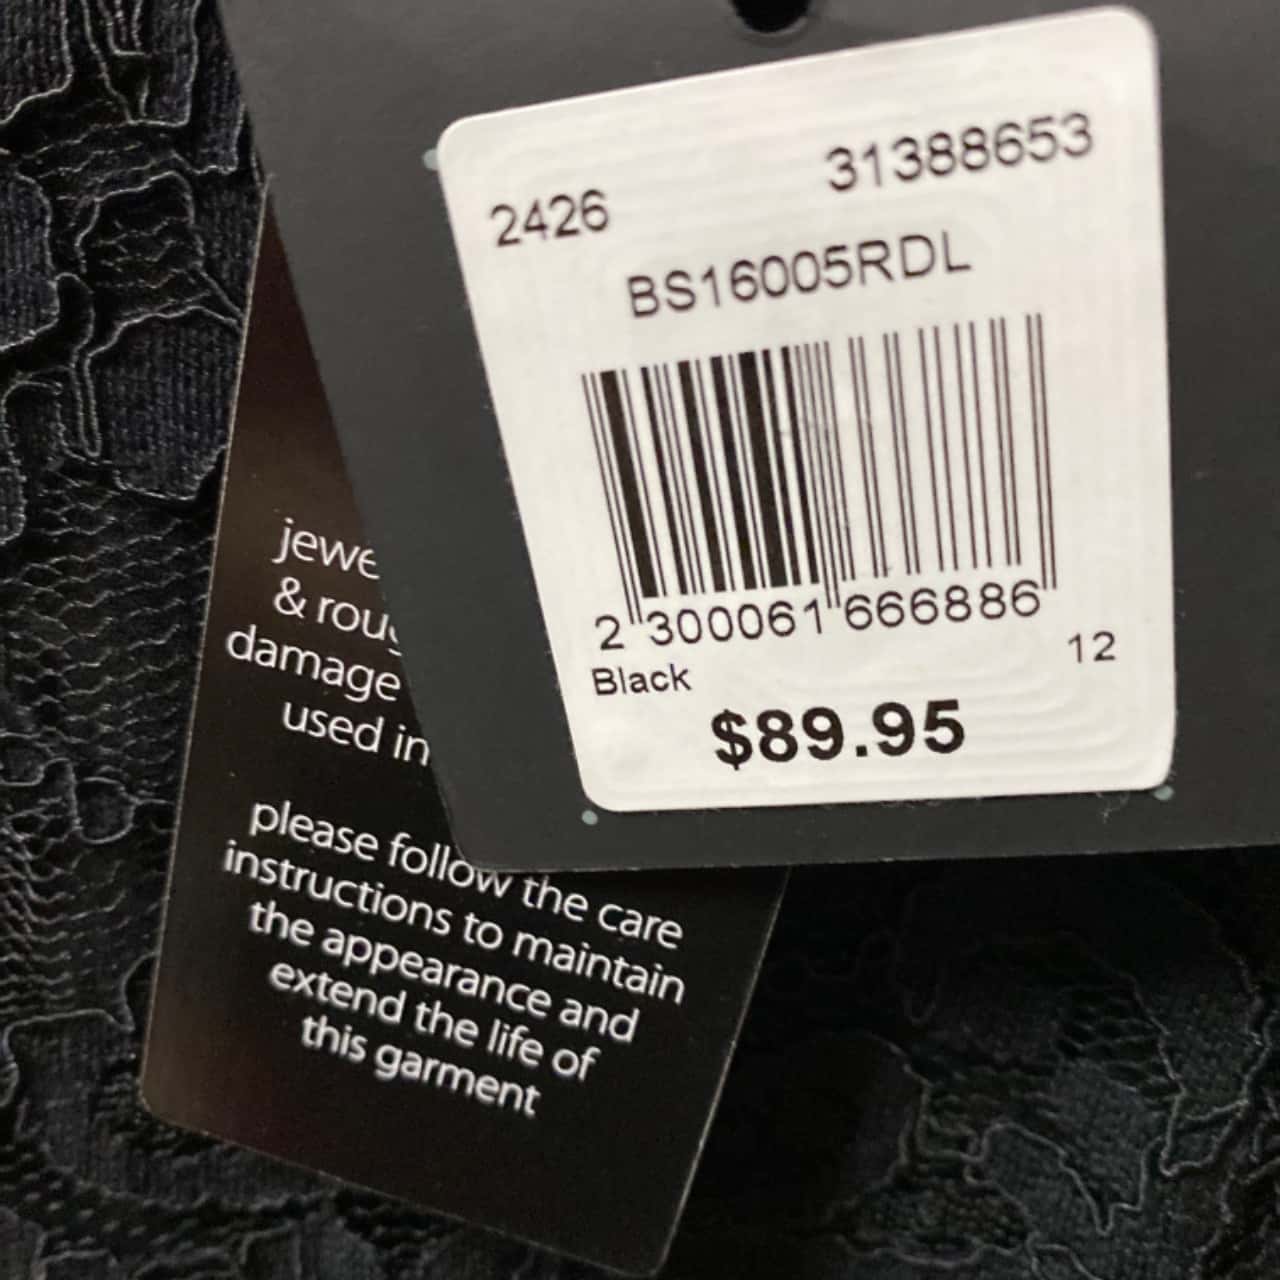 2426 31388653
BS16005RDL
2 300061 666886
Black 12
$89.95
& 
damage
used in
please follow the care
instructions to maintain
the appearance and
extend the life of
this garment